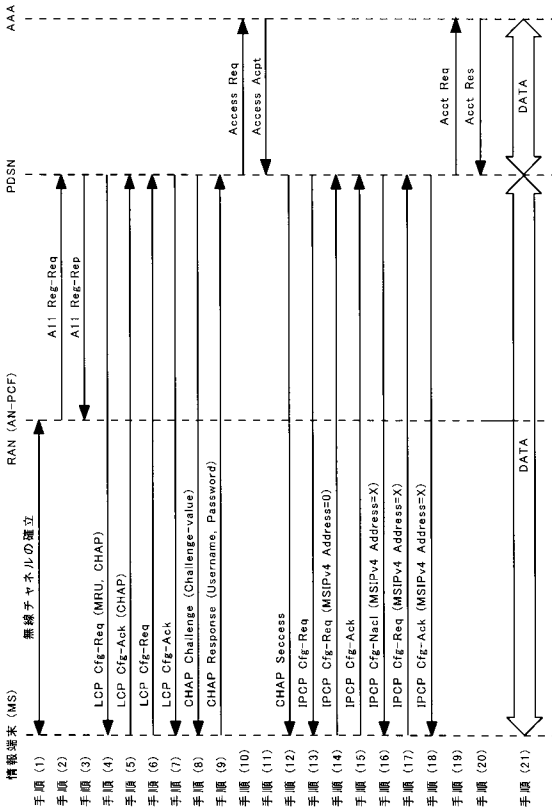 情報端末 (MS)
RAN (AN-PCF)
PDSN
AAA
手順 (1)
無線チャネルの確立
手順 (2)
A11 Reg-Req
手順 (3)
A11 Reg-Rep
手順 (4)
LCP Cfg-Req (MRU, CHAP)
手順 (5)
LCP Cfg-Ack (CHAP)
手順 (6)
LCP Cfg-Req
手順 (7)
LCP Cfg-Ack
手順 (8)
CHAP Challenge (Challenge-value)
手順 (9)
CHAP Response (Username, Password)
手順 (10)
Access Req
手順 (11)
Access Acpt
手順 (12)
CHAP Seccess
手順 (13)
IPCP Cfg-Req
手順 (14)
IPCP Cfg-Req (MSIPv4 Address=0)
手順 (15)
IPCP Cfg-Ack
手順 (16)
IPCP Cfg-Nacl (MSIPv4 Address=X)
手順 (17)
IPCP Cfg-Req (MSIPv4 Address=X)
手順 (18)
IPCP Cfg-Ack (MSIPv4 Address=X)
手順 (19)
Acct Req
手順 (20)
Acct Res
手順 (21)
DATA
DATA